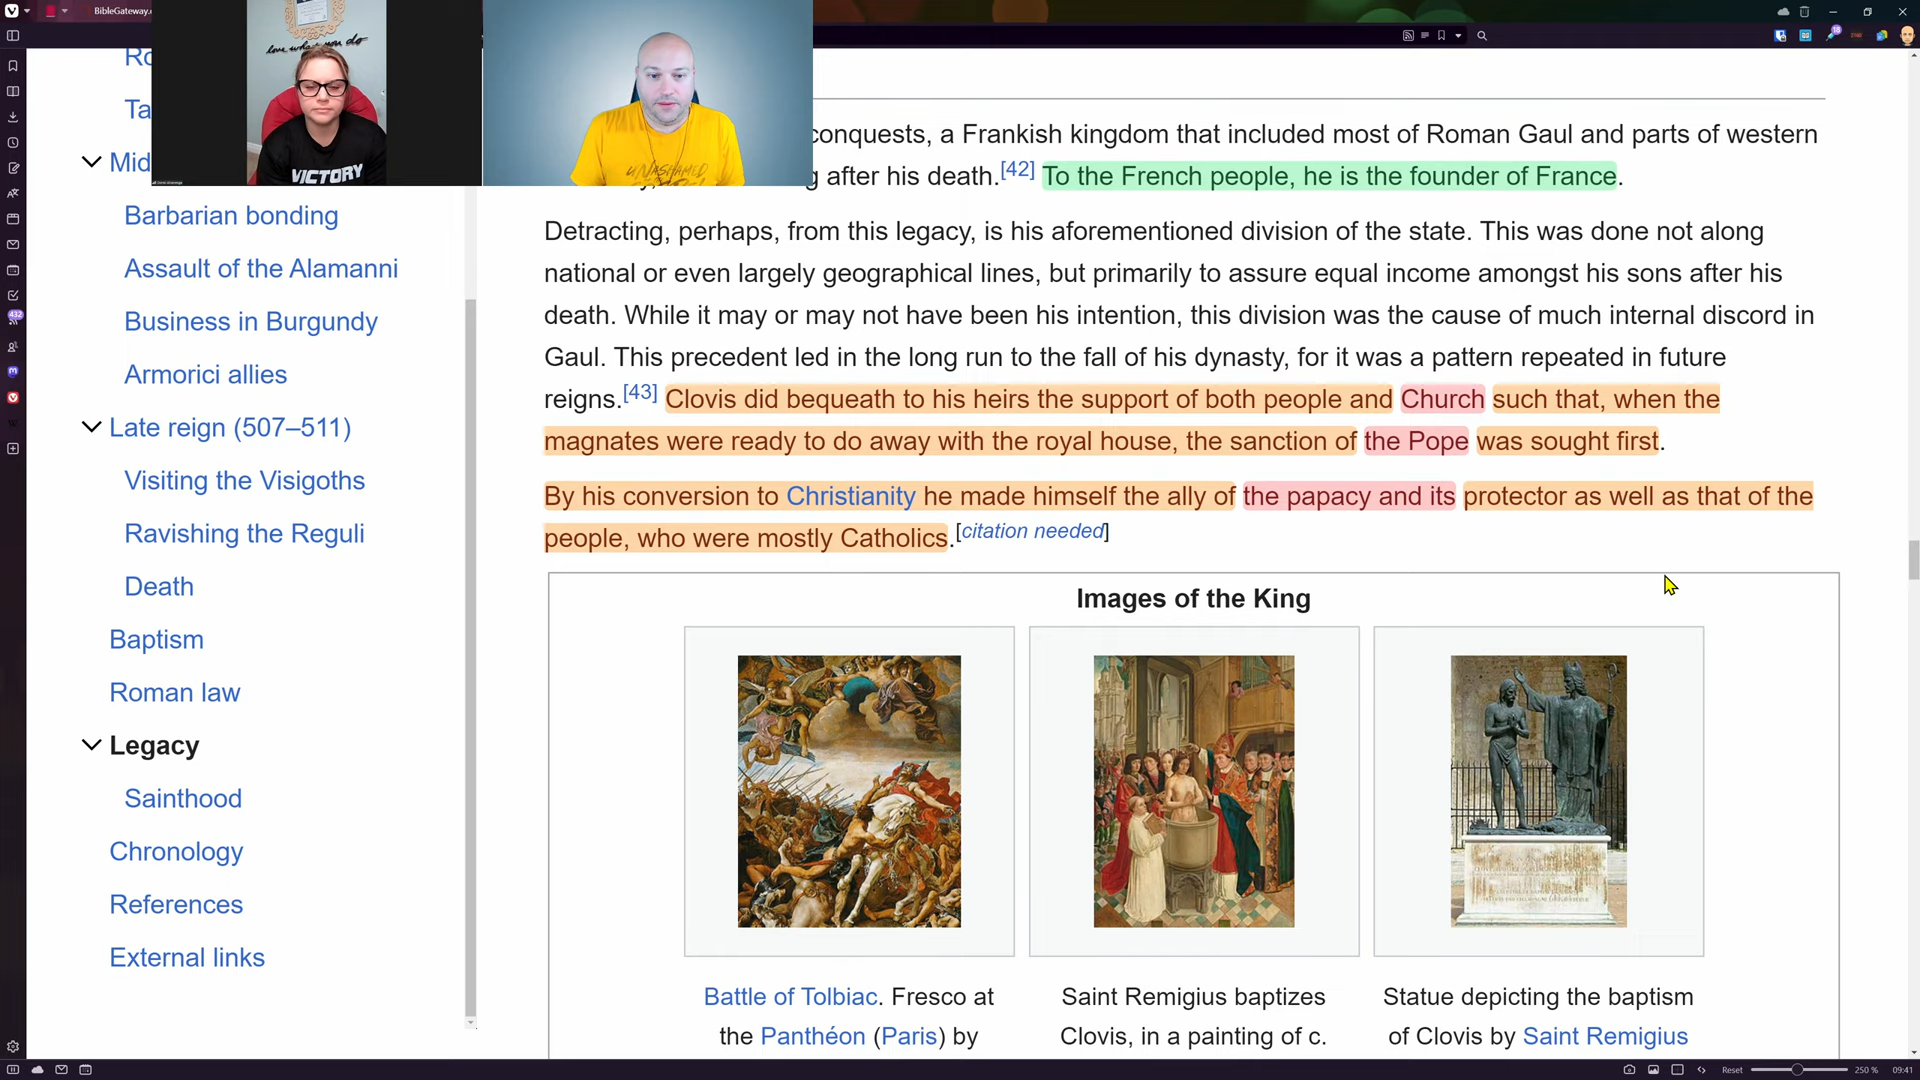 BibleGateway.c
love what you do
VICTORY
UNASHAMED
Ro
Ta
Mid
Barbarian bonding
Assault of the Alamanni
Business in Burgundy
Armorici allies
Late reign (507–511)
Visiting the Visigoths
Ravishing the Reguli
Death
Baptism
Roman law
Legacy
Sainthood
Chronology
References
External links
conquests, a Frankish kingdom that included most of Roman Gaul and parts of western
g after his death.[42] To the French people, he is the founder of France.
Detracting, perhaps, from this legacy, is his aforementioned division of the state. This was done not along
national or even largely geographical lines, but primarily to assure equal income amongst his sons after his
death. While it may or may not have been his intention, this division was the cause of much internal discord in
Gaul. This precedent led in the long run to the fall of his dynasty, for it was a pattern repeated in future
reigns.[43] Clovis did bequeath to his heirs the support of both people and Church such that, when the
magnates were ready to do away with the royal house, the sanction of the Pope was sought first.
By his conversion to Christianity he made himself the ally of the papacy and its protector as well as that of the
people, who were mostly Catholics.[citation needed]
Images of the King
Battle of Tolbiac. Fresco at
the Panthéon (Paris) by
Saint Remigius baptizes
Clovis, in a painting of c.
Statue depicting the baptism
of Clovis by Saint Remigius
432
18
Reset
250 %
09:41